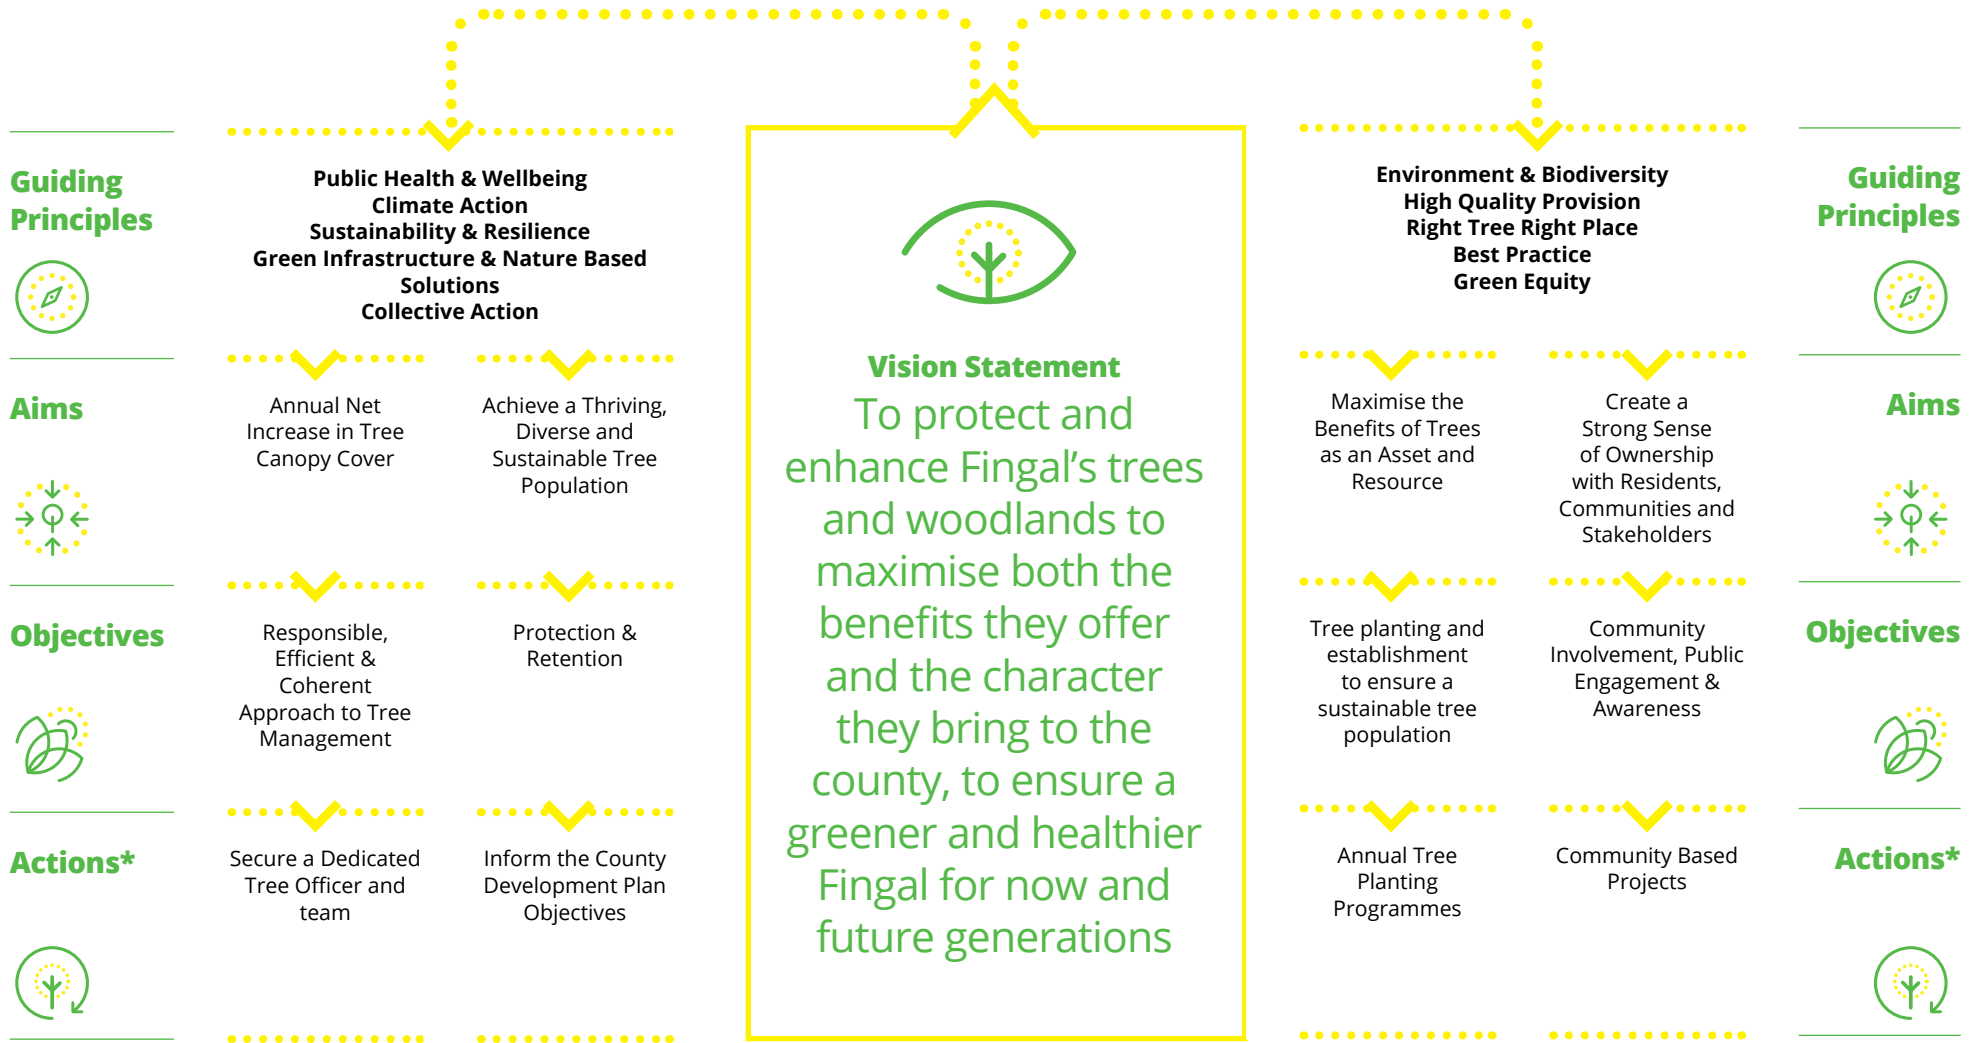 Guiding
Principles
Public Health & Wellbeing
Climate Action
Sustainability & Resilience
Green Infrastructure & Nature Based
Solutions
Collective Action
Aims
Annual Net
Increase in Tree
Canopy Cover
Achieve a Thriving,
Diverse and
Sustainable Tree
Population
Objectives
Responsible,
Efficient &
Coherent
Approach to Tree
Management
Protection &
Retention
Actions*
Secure a Dedicated
Tree Officer and
team
Inform the County
Development Plan
Objectives
Vision Statement
To protect and
enhance Fingal’s trees
and woodlands to
maximise both the
benefits they offer
and the character
they bring to the
county, to ensure a
greener and healthier
Fingal for now and
future generations
Environment & Biodiversity
High Quality Provision
Right Tree Right Place
Best Practice
Green Equity
Guiding
Principles
Maximise the
Benefits of Trees
as an Asset and
Resource
Create a
Strong Sense
of Ownership
with Residents,
Communities and
Stakeholders
Aims
Tree planting and
establishment
to ensure a
sustainable tree
population
Community
Involvement, Public
Engagement &
Awareness
Objectives
Annual Tree
Planting
Programmes
Community Based
Projects
Actions*